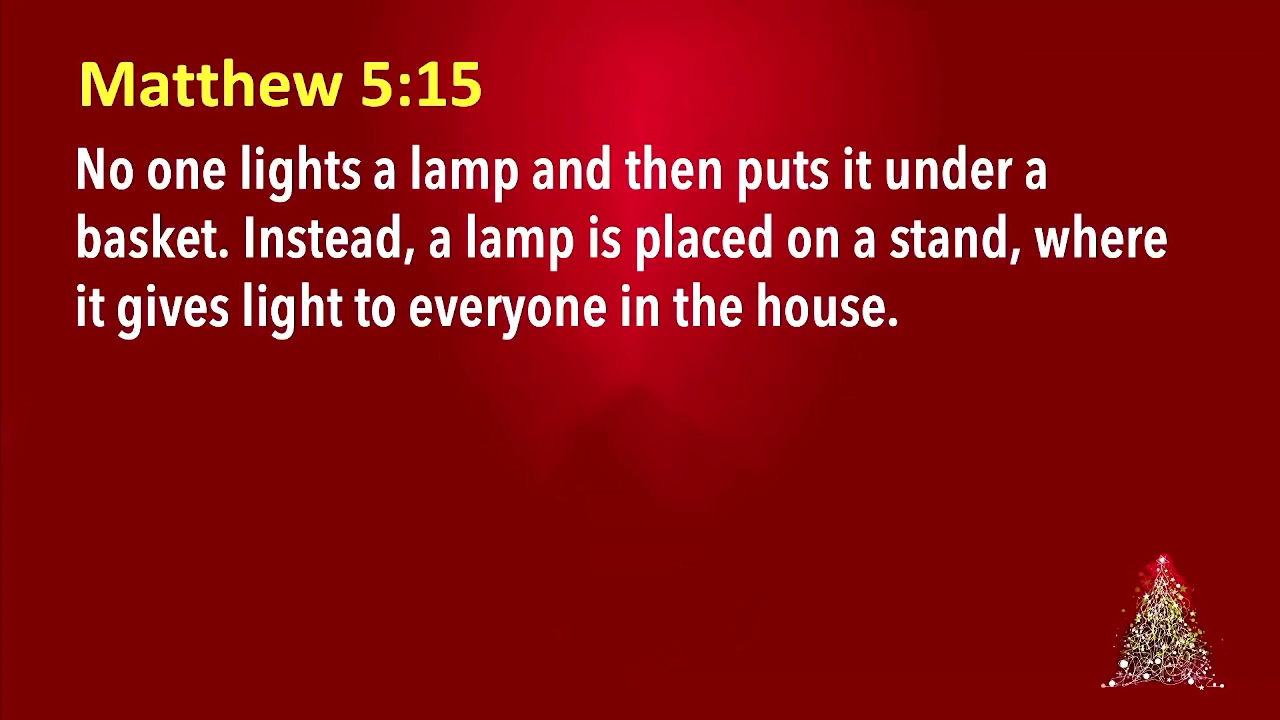 Matthew 5:15
No one lights a lamp and then puts it under a
basket. Instead, a lamp is placed on a stand, where
it gives light to everyone in the house.